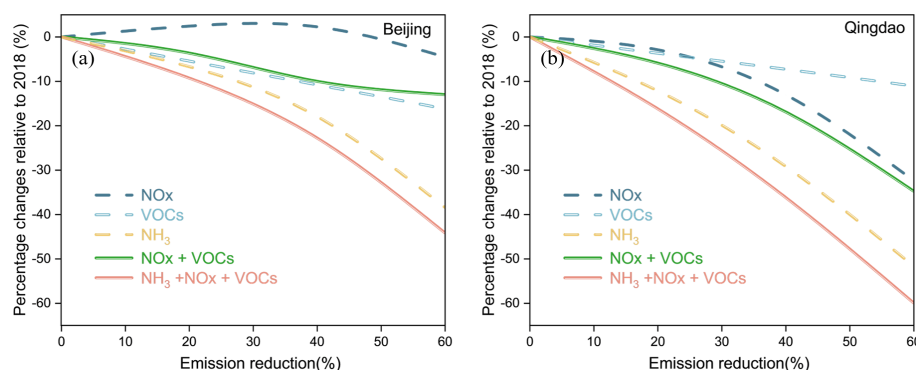 Percentage changes relative to 2018 (%)
0
-10
-20
-30
-40
-50
-60
Beijing
(a)
NOx
VOCs
NH₃
NOx + VOCs
NH₃ +NOx + VOCs
0 10 20 30 40 50 60
Emission reduction(%)
Percentage changes relative to 2018 (%)
0
-10
-20
-30
-40
-50
-60
Qingdao
(b)
NOx
VOCs
NH₃
NOx + VOCs
NH₃ +NOx + VOCs
0 10 20 30 40 50 60
Emission reduction(%)